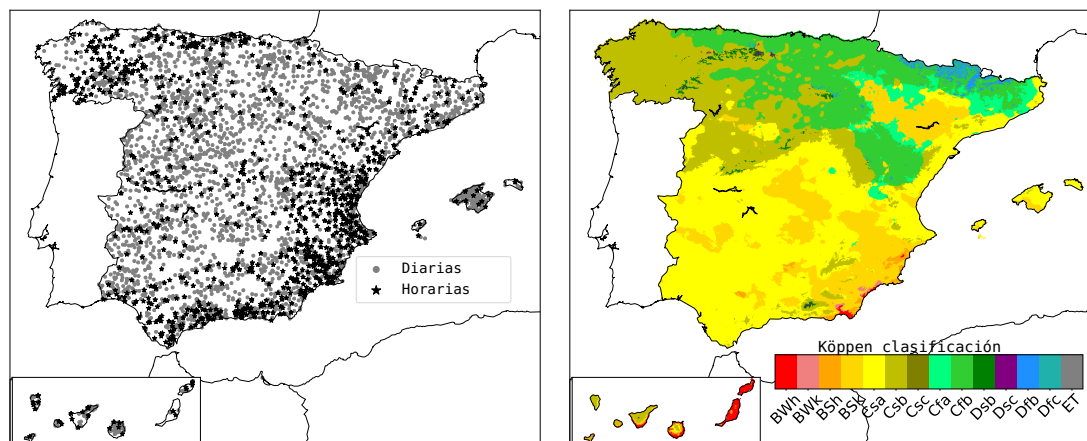 Diarias
Horarias
Köppen clasificación
BWh
BWk
BSh
BSk
Csa
Csb
Csc
Cfa
Cfb
Dsb
Dsc
Dfb
Dfc
ET